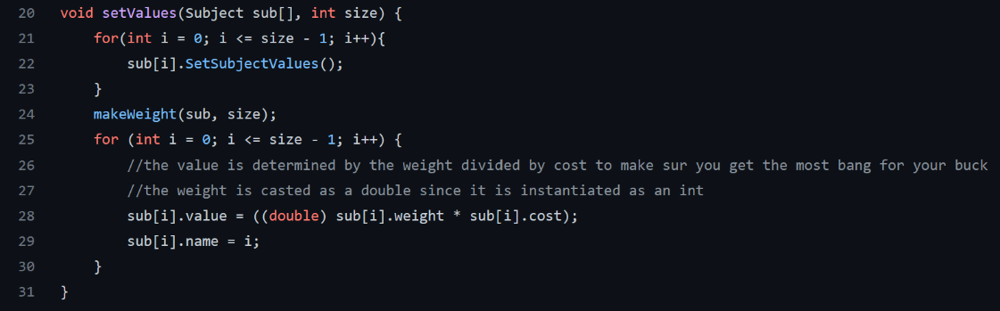 20 void setValues(Subject sub[], int size) {
21     for(int i = 0; i <= size - 1; i++){
22         sub[i].SetSubjectValues();
23     }
24     makeWeight(sub, size);
25     for (int i = 0; i <= size - 1; i++) {
26         //the value is determined by the weight divided by cost to make sur you get the most bang for your buck
27         //the weight is casted as a double since it is instantiated as an int
28         sub[i].value = ((double) sub[i].weight * sub[i].cost);
29         sub[i].name = i;
30     }
31 }